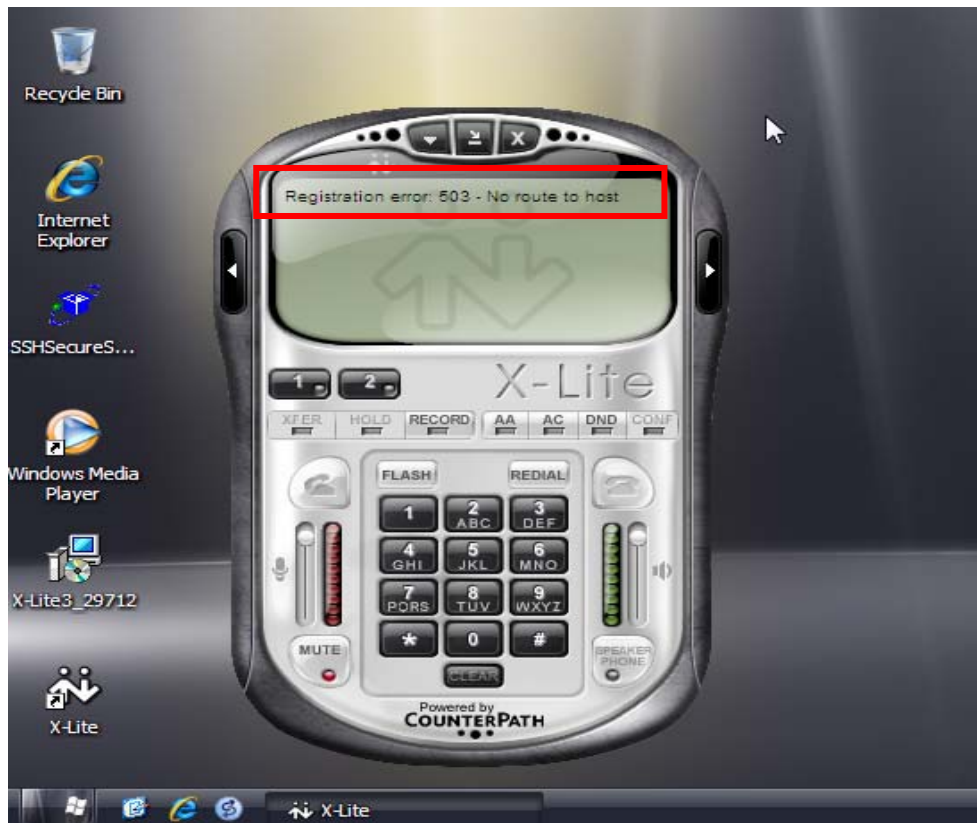 Recycle Bin
Internet
Explorer
SSHSecureS...
Windows Media
Player
X-Lite3_29712
X-Lite
Registration error: 503 - No route to host
X-Lite
1
2
XFER HOLD RECORD AA AC DND CONF
FLASH REDIAL
1 2 ABC 3 DEF
4 GHI 5 JKL 6 MNO
7 PQRS 8 TUV 9 WXYZ
* 0 #
MUTE
SPEAKER
PHONE
CLEAR
Powered by
COUNTERPATH
X-Lite